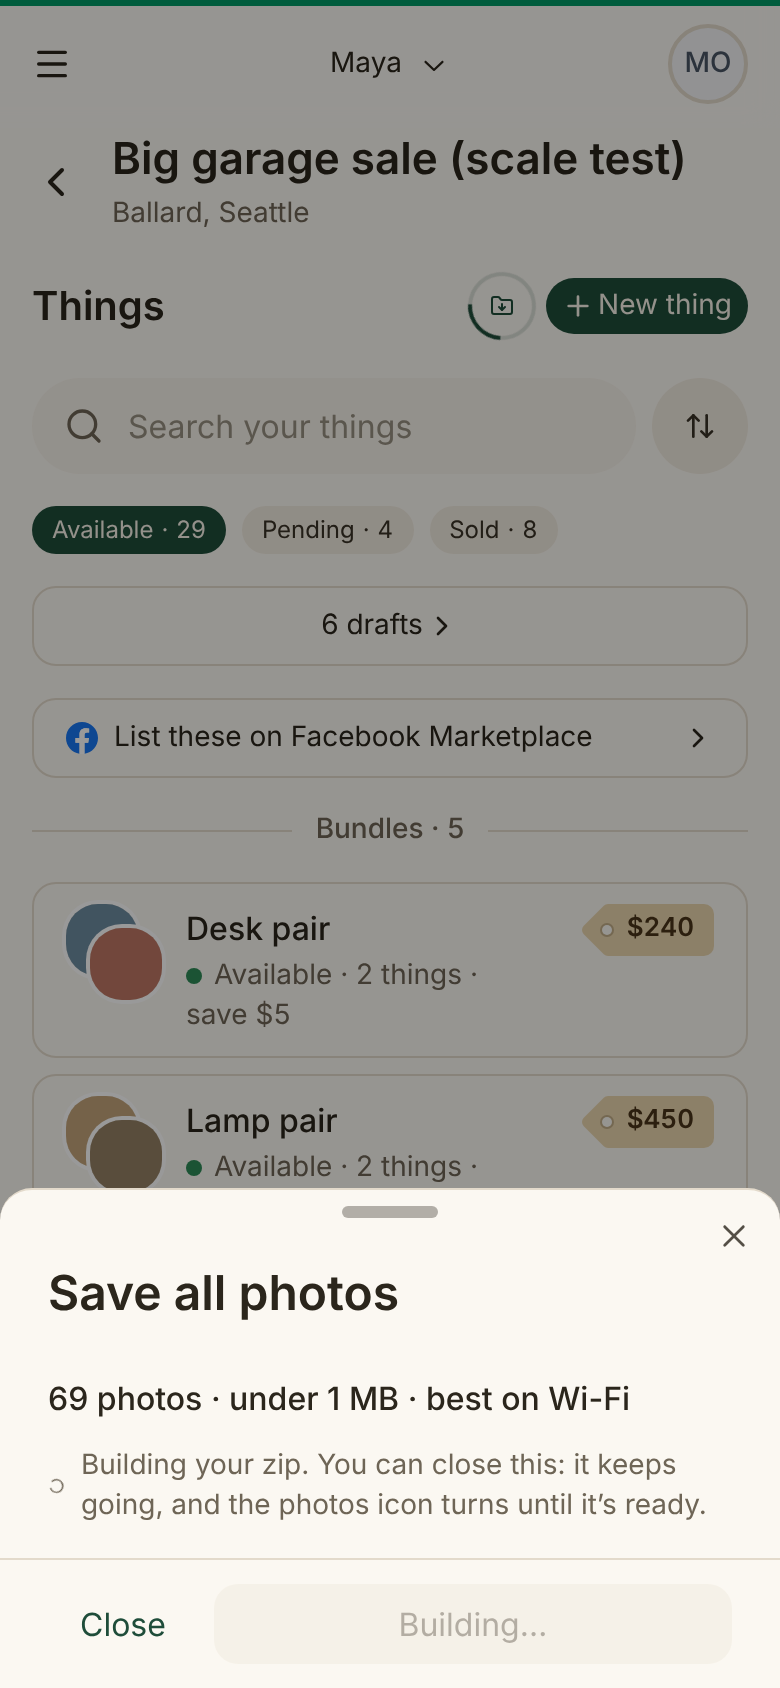 Maya
MO
Big garage sale (scale test)
Ballard, Seattle
Things
New thing
Search your things
Available · 29
Pending · 4
Sold · 8
6 drafts
List these on Facebook Marketplace
Bundles · 5
Desk pair
$240
Available · 2 things ·
save $5
Lamp pair
$450
Available · 2 things ·
Save all photos
69 photos · under 1 MB · best on Wi-Fi
Building your zip. You can close this: it keeps
going, and the photos icon turns until it’s ready.
Close
Building...